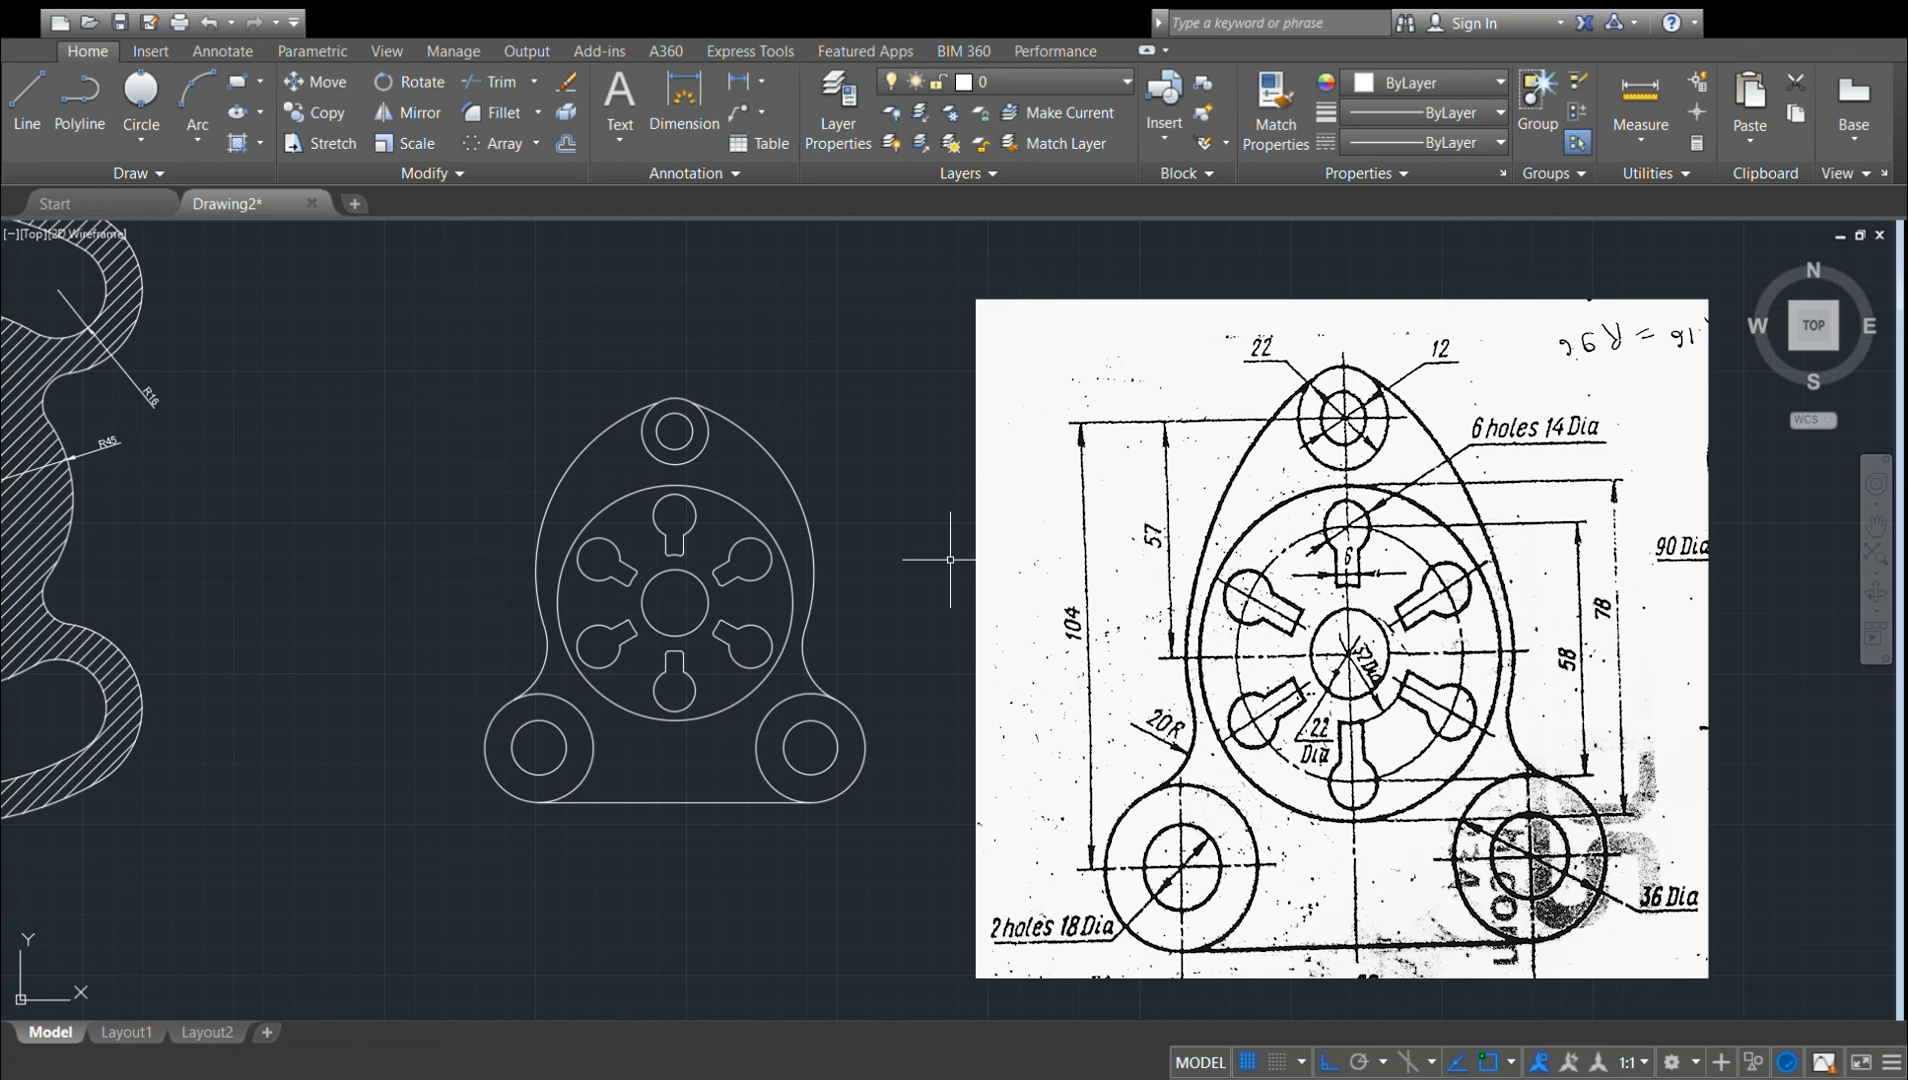 Type a keyword or phrase
Sign In
Home
Insert
Annotate
Parametric
View
Manage
Output
Add-ins
A360
Express Tools
Featured Apps
BIM 360
Performance
Line
Polyline
Circle
Arc
Move
Rotate
Trim
Copy
Mirror
Fillet
Stretch
Scale
Array
Text
Dimension
Table
Layer Properties
0
Make Current
Match Layer
Insert
Match Properties
ByLayer
ByLayer
ByLayer
Group
Measure
Paste
Base
Draw
Modify
Annotation
Layers
Block
Properties
Groups
Utilities
Clipboard
View
Start
Drawing2*
[−][Top][2D Wireframe]
N
W
TOP
E
S
WCS
R16
R45
22
12
6 holes 14 Dia
57
6
90 Dia
104
78
58
20R
22
Dia
36 Dia
2 holes 18 Dia
Y
X
Model
Layout1
Layout2
MODEL
1:1